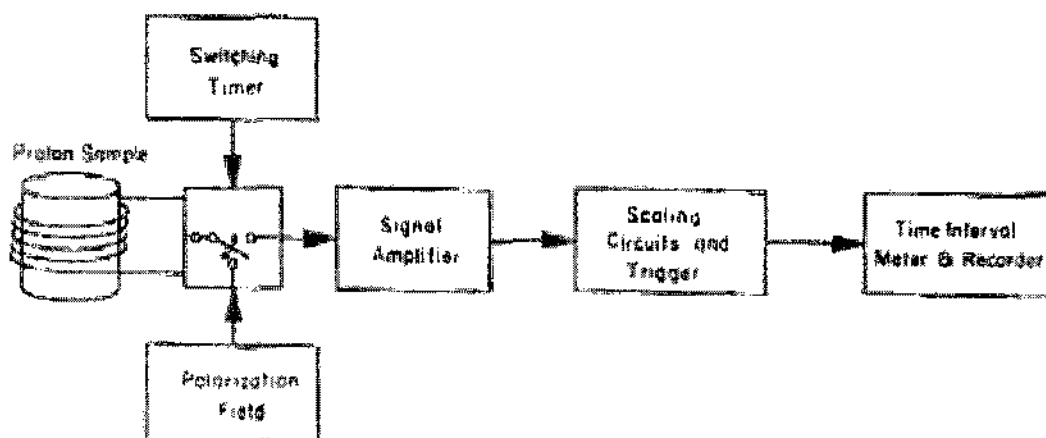 Switching
Timer
Proton Sample
Signal
Amplifier
Scaling
Circuits and
Trigger
Time Interval
Meter & Recorder
Polarization
Field